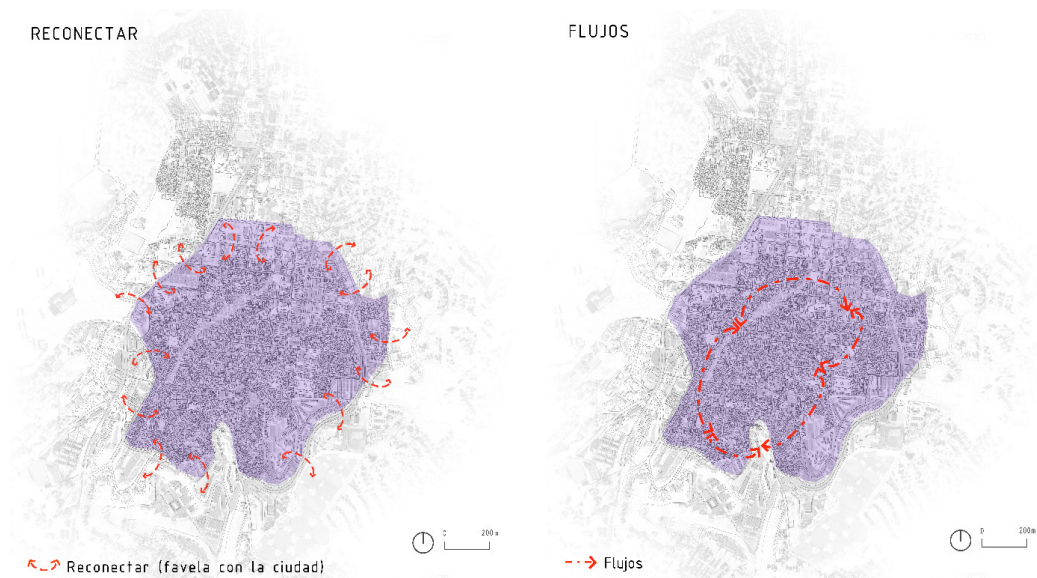 RECONECTAR
FLUJOS
0 200m
0 200m
Reconectar (favela con la ciudad)
Flujos